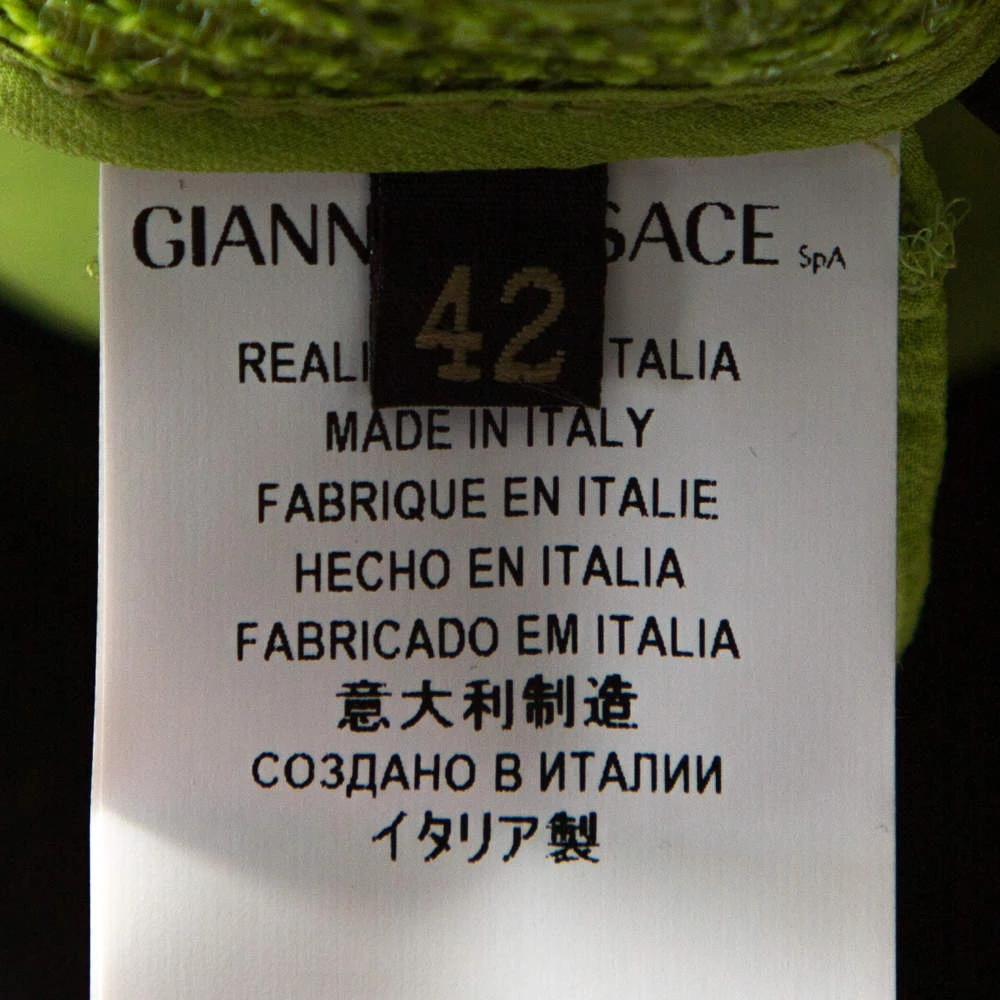 GIANN SACE SpA
42
REALI TALIA
MADE IN ITALY
FABRIQUE EN ITALIE
HECHO EN ITALIA
FABRICADO EM ITALIA
意大利制造
СОЗДАНО В ИТАЛИИ
イタリア製